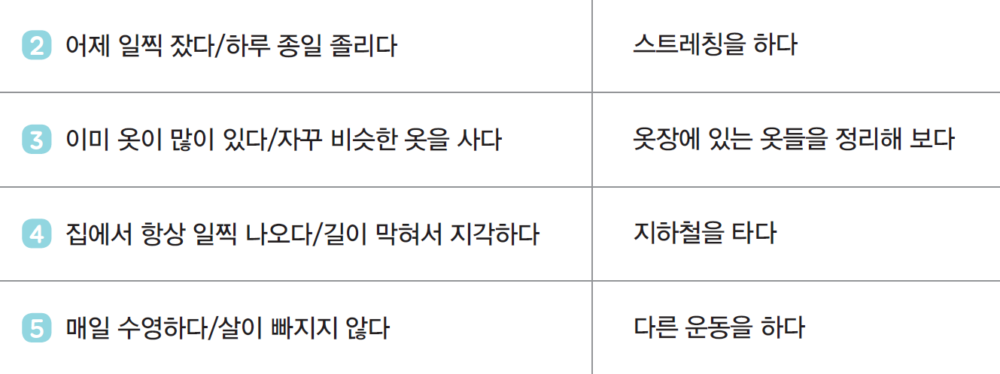 2 어제 일찍 잤다/하루 종일 졸리다
스트레칭을 하다
3 이미 옷이 많이 있다/자꾸 비슷한 옷을 사다
옷장에 있는 옷들을 정리해 보다
4 집에서 항상 일찍 나오다/길이 막혀서 지각하다
지하철을 타다
5 매일 수영하다/살이 빠지지 않다
다른 운동을 하다